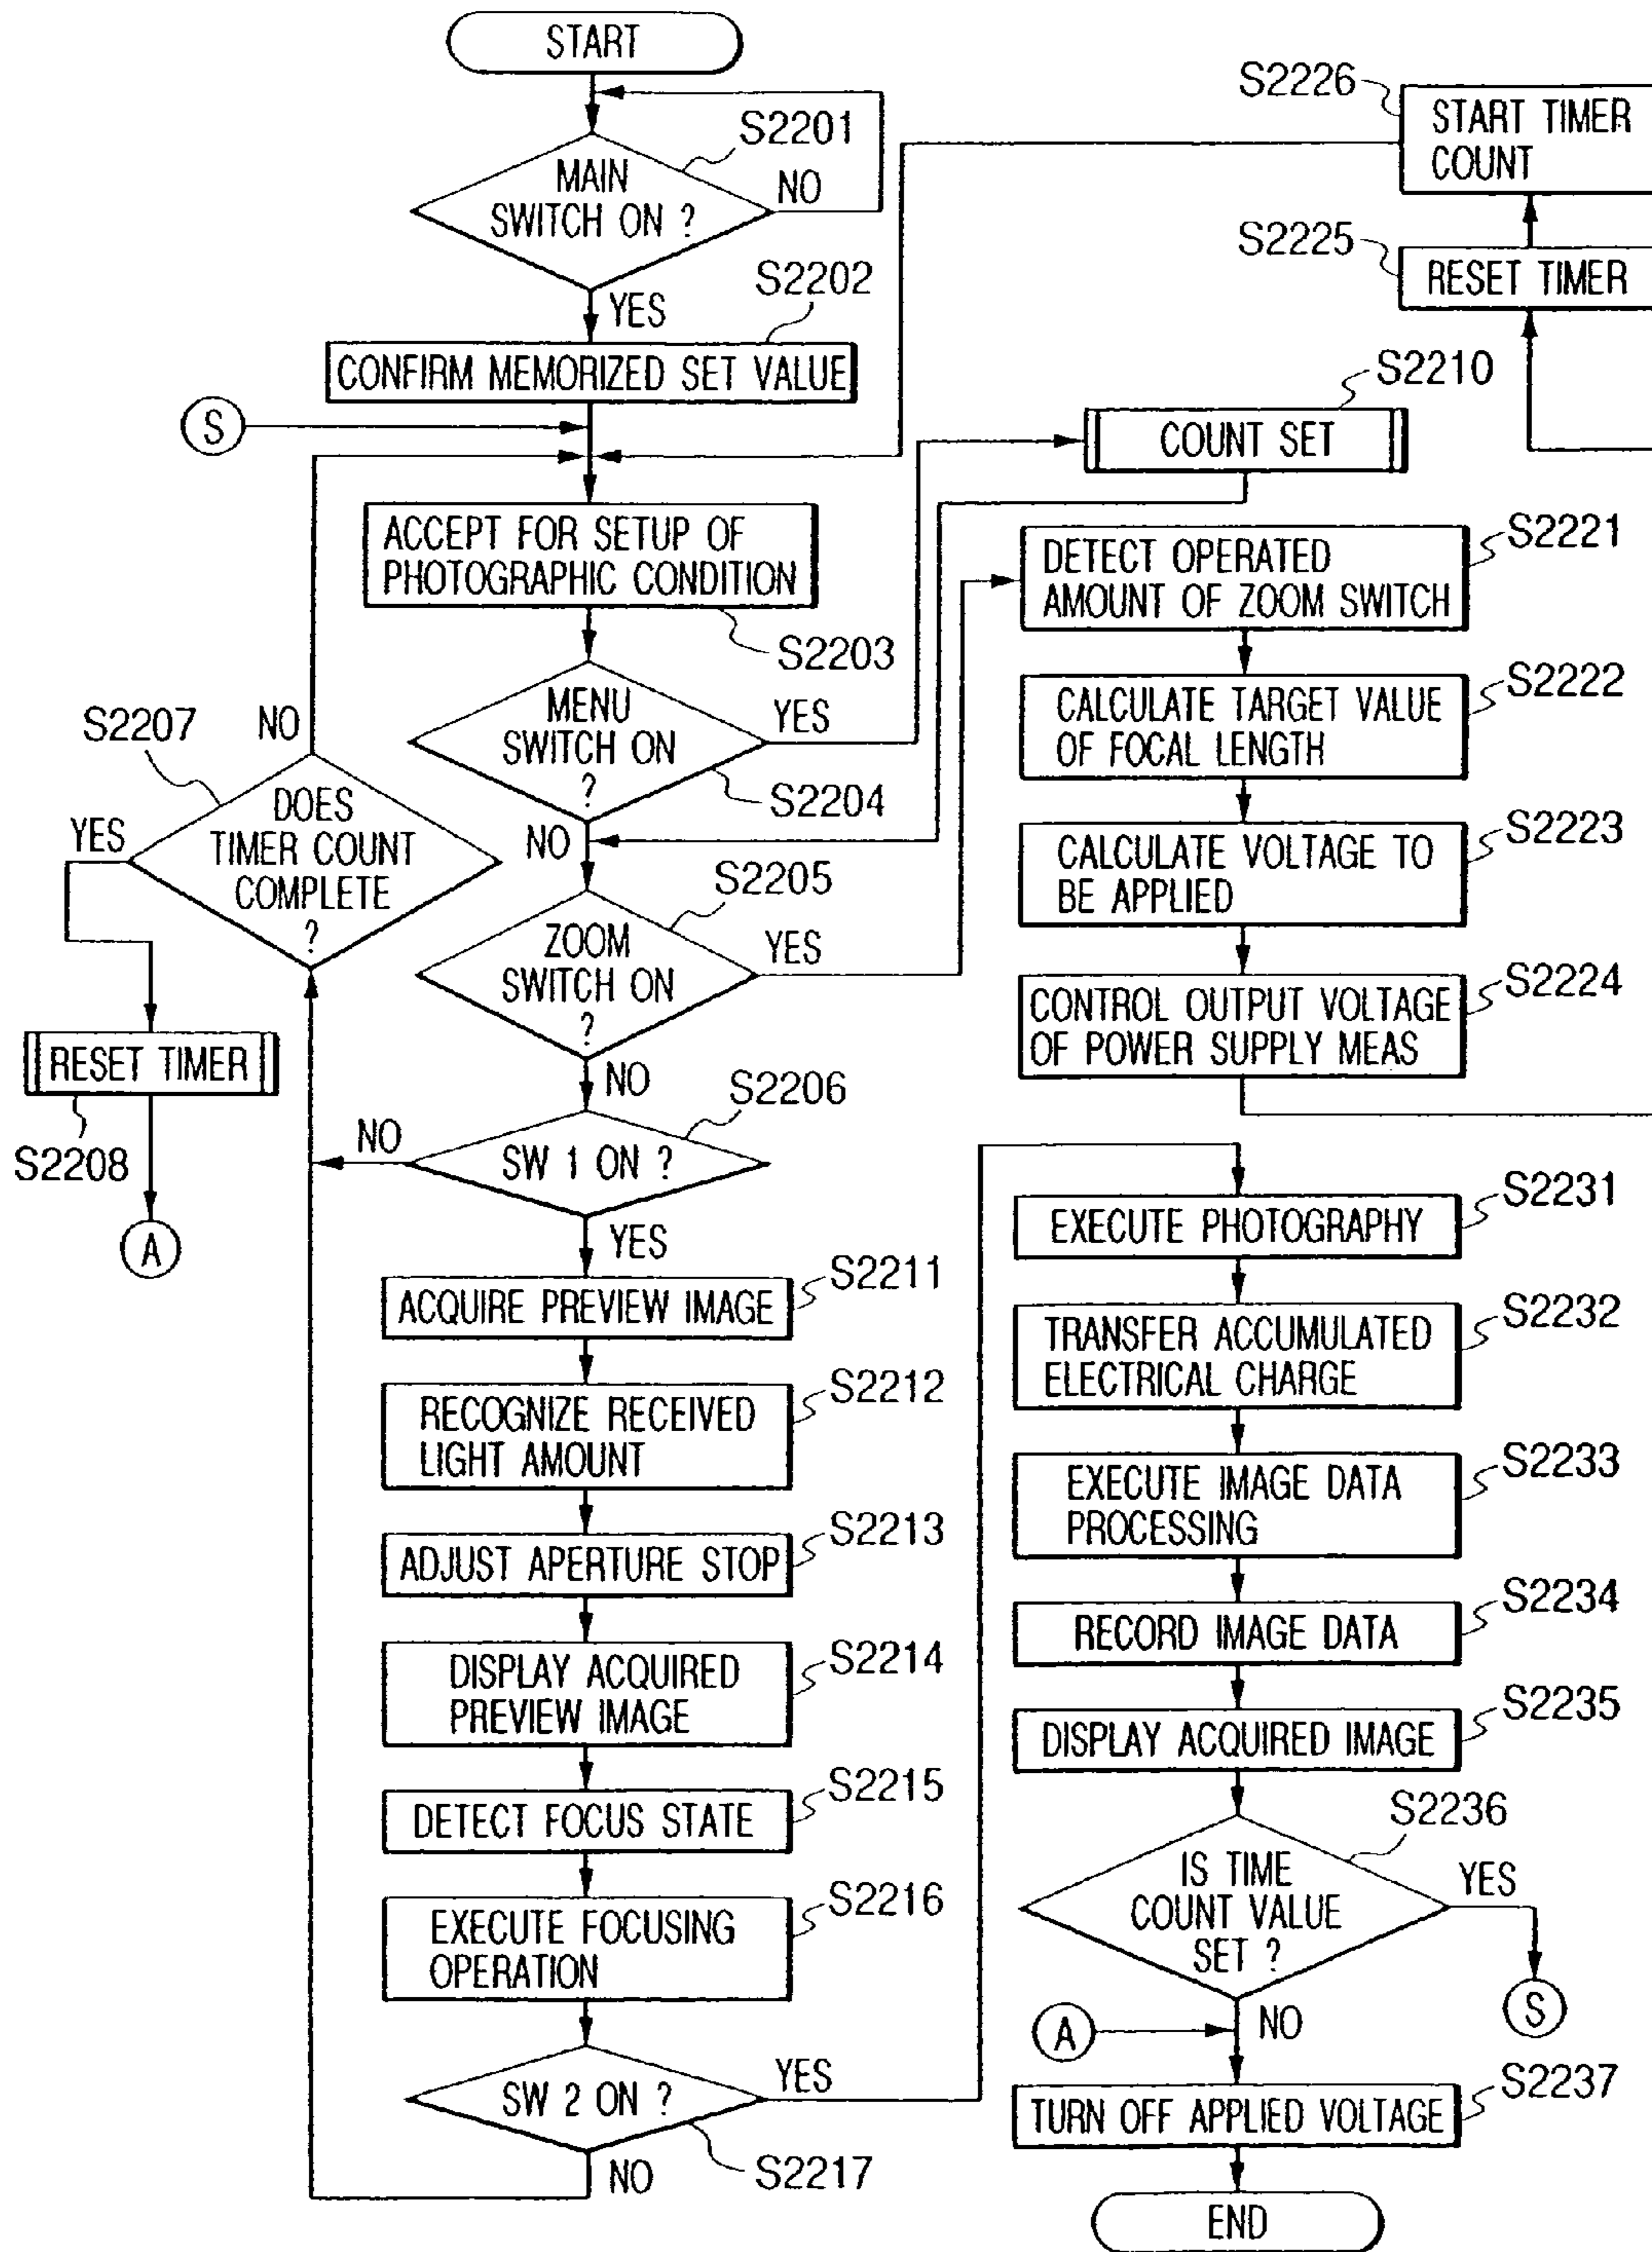 START
S2201
MAIN
SWITCH ON ?
NO
YES
S2202
CONFIRM MEMORIZED SET VALUE
S
ACCEPT FOR SETUP OF
PHOTOGRAPHIC CONDITION
S2203
MENU
SWITCH ON
?
YES
S2204
NO
S2205
ZOOM
SWITCH ON
?
YES
NO
S2206
SW 1 ON ?
NO
YES
S2207
NO
DOES
TIMER COUNT
COMPLETE
?
YES
RESET TIMER
S2208
A
ACQUIRE PREVIEW IMAGE
S2211
RECOGNIZE RECEIVED
LIGHT AMOUNT
S2212
ADJUST APERTURE STOP
S2213
DISPLAY ACQUIRED
PREVIEW IMAGE
S2214
DETECT FOCUS STATE
S2215
EXECUTE FOCUSING
OPERATION
S2216
SW 2 ON ?
YES
NO
S2217
S2226
START TIMER
COUNT
S2225
RESET TIMER
S2210
COUNT SET
DETECT OPERATED
AMOUNT OF ZOOM SWITCH
S2221
CALCULATE TARGET VALUE
OF FOCAL LENGTH
S2222
CALCULATE VOLTAGE TO
BE APPLIED
S2223
CONTROL OUTPUT VOLTAGE
OF POWER SUPPLY MEAS
S2224
EXECUTE PHOTOGRAPHY
S2231
TRANSFER ACCUMULATED
ELECTRICAL CHARGE
S2232
EXECUTE IMAGE DATA
PROCESSING
S2233
RECORD IMAGE DATA
S2234
DISPLAY ACQUIRED IMAGE
S2235
S2236
IS TIME
COUNT VALUE
SET ?
YES
S
A
NO
TURN OFF APPLIED VOLTAGE
S2237
END